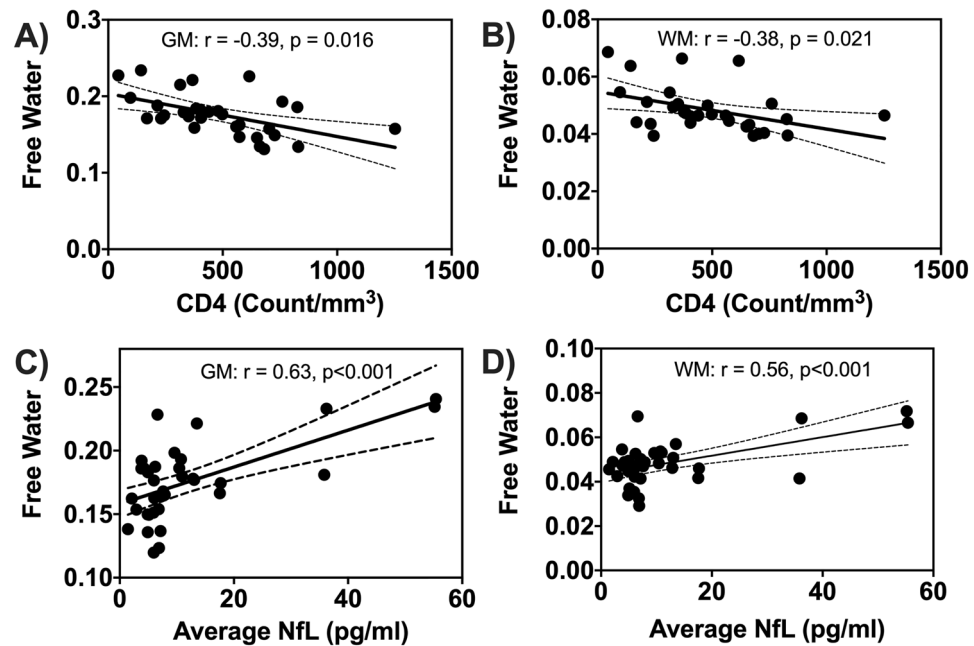 A)
GM: r = -0.39, p = 0.016
0.3
0.2
0.1
0.0
Free Water
0 500 1000 1500
CD4 (Count/mm³)
B)
WM: r = -0.38, p = 0.021
0.08
0.06
0.04
0.02
0.00
Free Water
0 500 1000 1500
CD4 (Count/mm³)
C)
GM: r = 0.63, p<0.001
0.25
0.20
0.15
0.10
Free Water
0 20 40 60
Average NfL (pg/ml)
D)
WM: r = 0.56, p<0.001
0.10
0.08
0.06
0.04
0.02
0.00
Free Water
0 20 40 60
Average NfL (pg/ml)